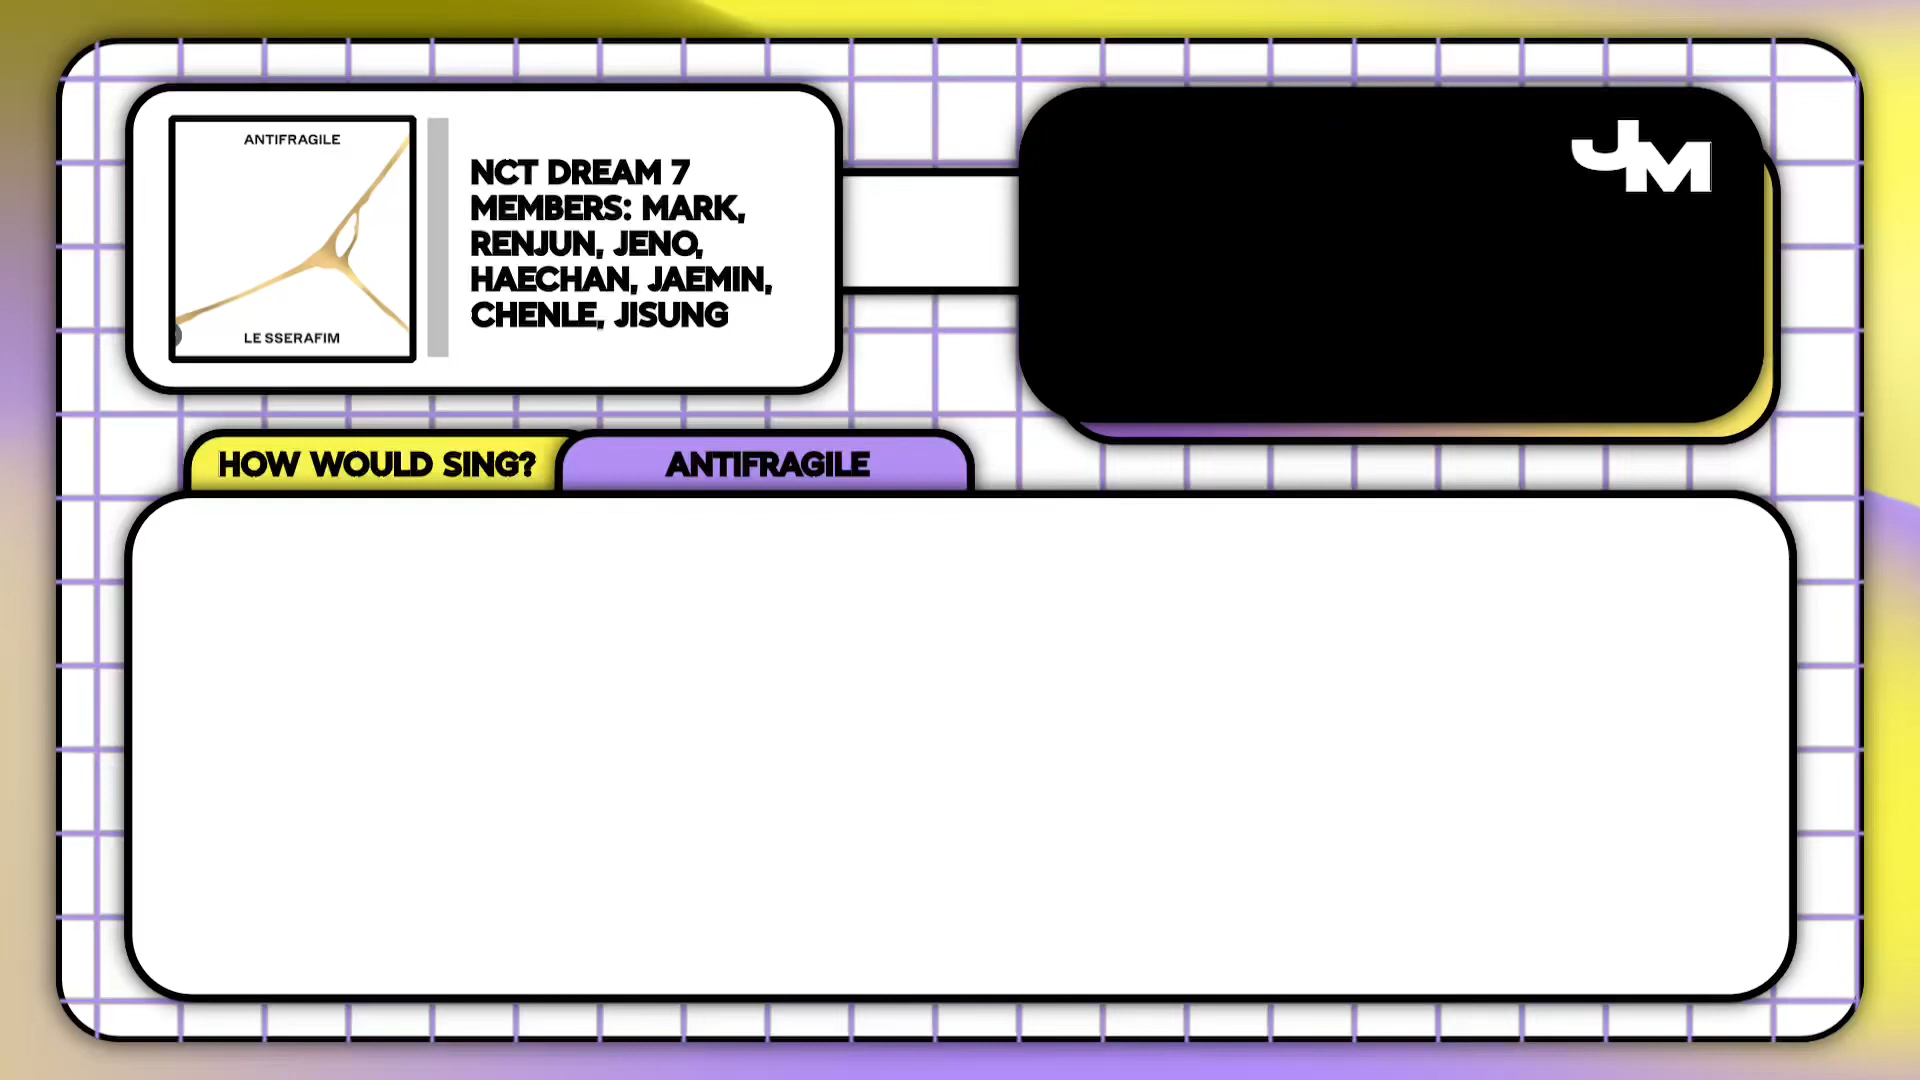 ANTIFRAGILE
LE SSERAFIM
NCT DREAM 7
MEMBERS: MARK,
RENJUN, JENO,
HAECHAN, JAEMIN,
CHENLE, JISUNG
JM
HOW WOULD SING?
ANTIFRAGILE